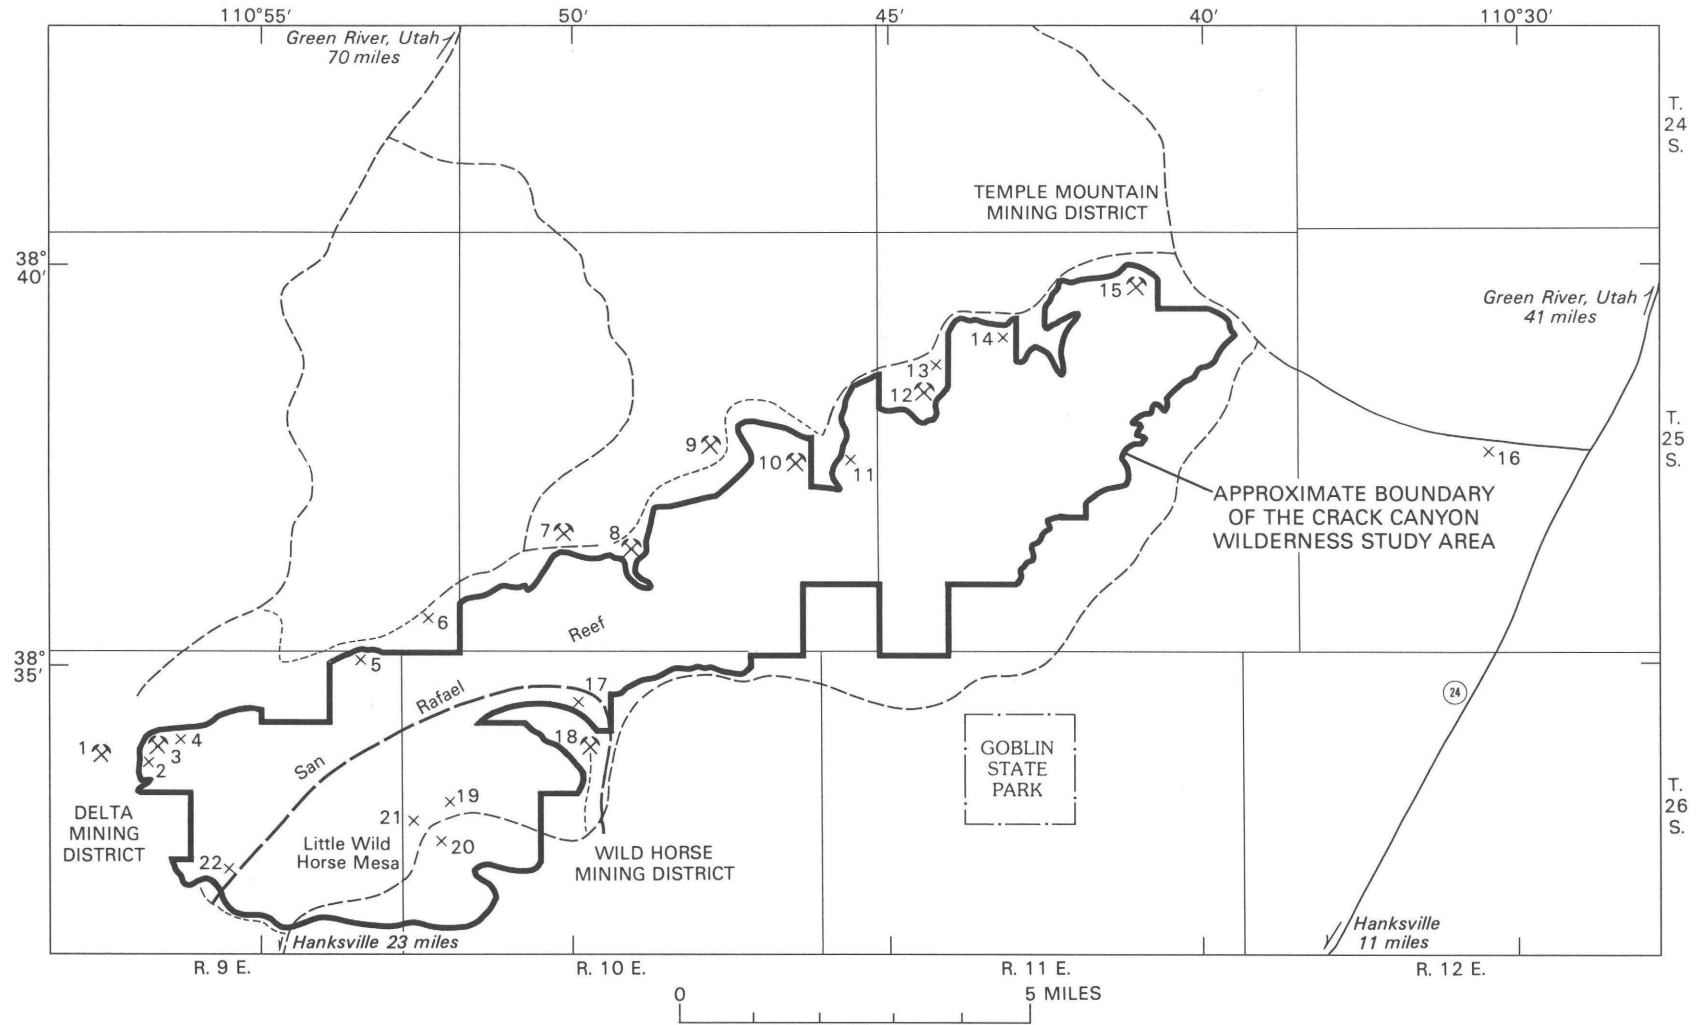 110°55′ 50′ 45′ 40′ 110°30′
Green River, Utah
70 miles
T.
24
S.
TEMPLE MOUNTAIN
MINING DISTRICT
38°
40′
15
Green River, Utah
41 miles
14
13
12
T.
25
S.
9
10
11
16
APPROXIMATE BOUNDARY
OF THE CRACK CANYON
WILDERNESS STUDY AREA
7
8
6
Reef
5
38°
35′
17
Rafael
24
1
4
3
2
18
San
GOBLIN
STATE
PARK
19
21
20
T.
26
S.
DELTA
MINING
DISTRICT
Little Wild
Horse Mesa
22
WILD HORSE
MINING DISTRICT
Hanksville 23 miles
Hanksville
11 miles
R. 9 E. R. 10 E. R. 11 E. R. 12 E.
0 5 MILES